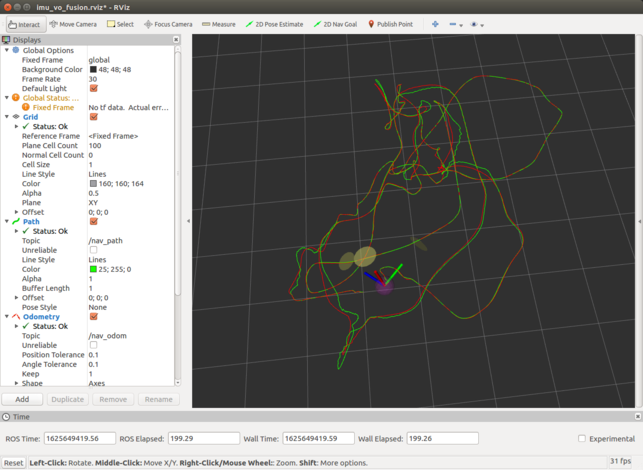 imu_vo_fusion.rviz* - RViz
Interact Move Camera Select Focus Camera Measure 2D Pose Estimate 2D Nav Goal Publish Point
Displays
Global Options
Fixed Frame global
Background Color 48; 48; 48
Frame Rate 30
Default Light
Global Status: ...
Fixed Frame No tf data. Actual err...
Grid
Status: Ok
Reference Frame <Fixed Frame>
Plane Cell Count 100
Normal Cell Count 0
Cell Size 1
Line Style Lines
Color 160; 160; 164
Alpha 0.5
Plane XY
Offset 0; 0; 0
Path
Status: Ok
Topic /nav_path
Unreliable
Line Style Lines
Color 25; 255; 0
Alpha 1
Buffer Length 1
Offset 0; 0; 0
Pose Style None
Odometry
Status: Ok
Topic /nav_odom
Unreliable
Position Tolerance 0.1
Angle Tolerance 0.1
Keep 1
Shape Axes
Add Duplicate Remove Rename
Time
ROS Time: 1625649419.56 ROS Elapsed: 199.29 Wall Time: 1625649419.59 Wall Elapsed: 199.26 Experimental
Reset Left-Click: Rotate. Middle-Click: Move X/Y. Right-Click/Mouse Wheel:: Zoom. Shift: More options. 31 fps